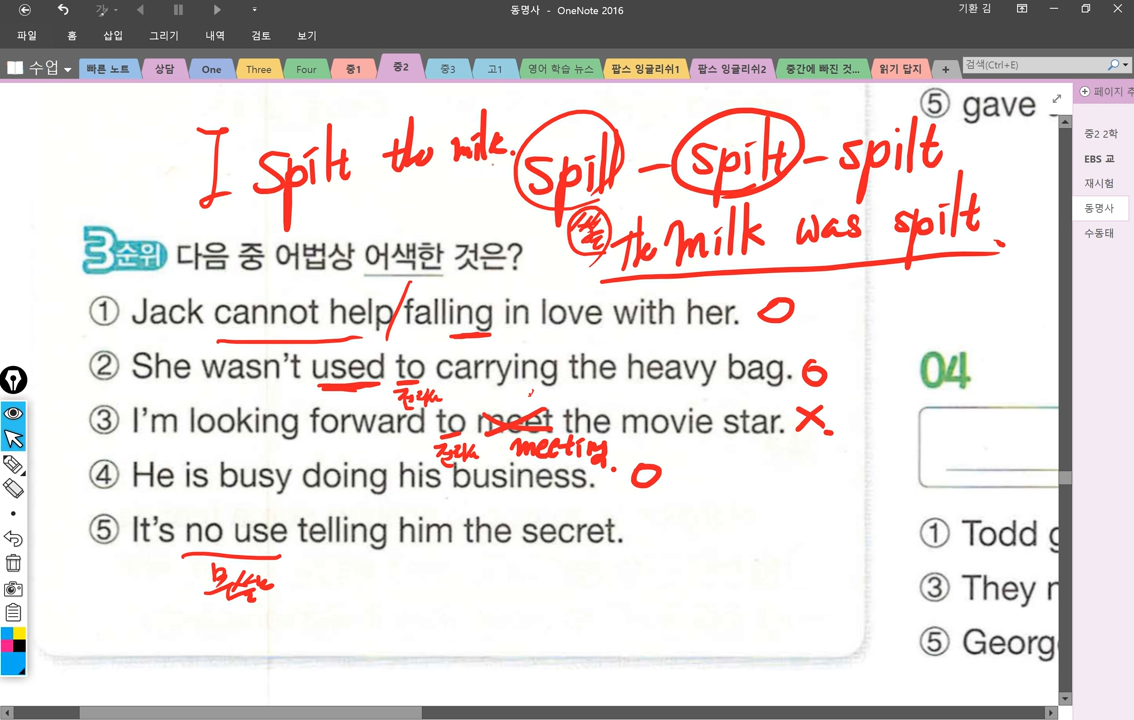 동명사 - OneNote 2016
기환 김
파일 홈 삽입 그리기 내역 검토 보기
수업 빠른 노트 상담 One Three Four 중1 중2 중3 고1 영어 학습 뉴스 팝스 잉글리쉬1 팝스 잉글리쉬2 중간에 빠진 것... 읽기 답지 + 검색(Ctrl+E)
페이지 추
중2 2학
EBS 교
재시험
동명사
수동태
⑤ gave
I spilt the milk. spill - spilt - spilt
the milk was spilt.
3순위 다음 중 어법상 어색한 것은?
① Jack cannot help / falling in love with her. O
② She wasn't used to carrying the heavy bag. O
전치사
③ I'm looking forward to meet the movie star. X.
전치사 meeting.
④ He is busy doing his business. O
⑤ It's no use telling him the secret.
04
① Todd g
③ They n
⑤ Georg